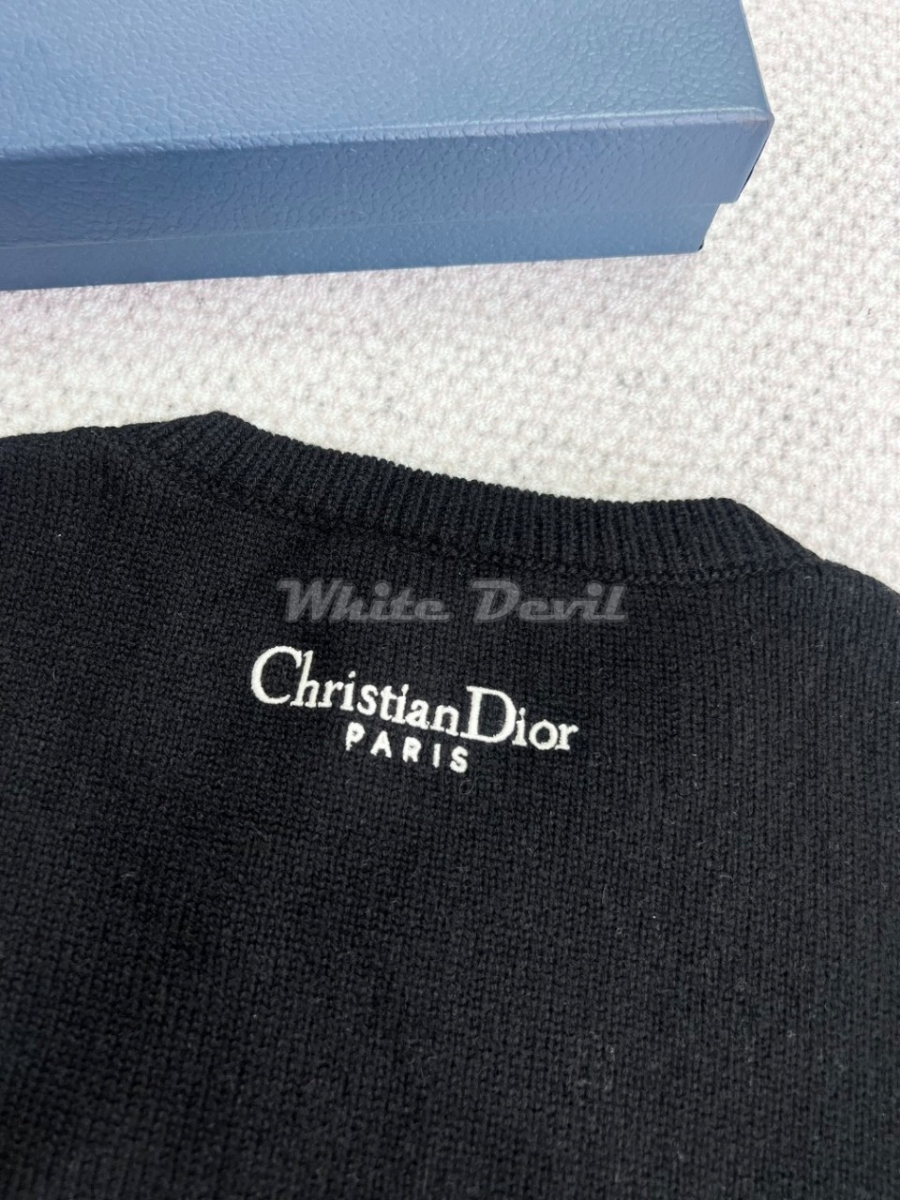 White Devil
ChristianDior
PARIS